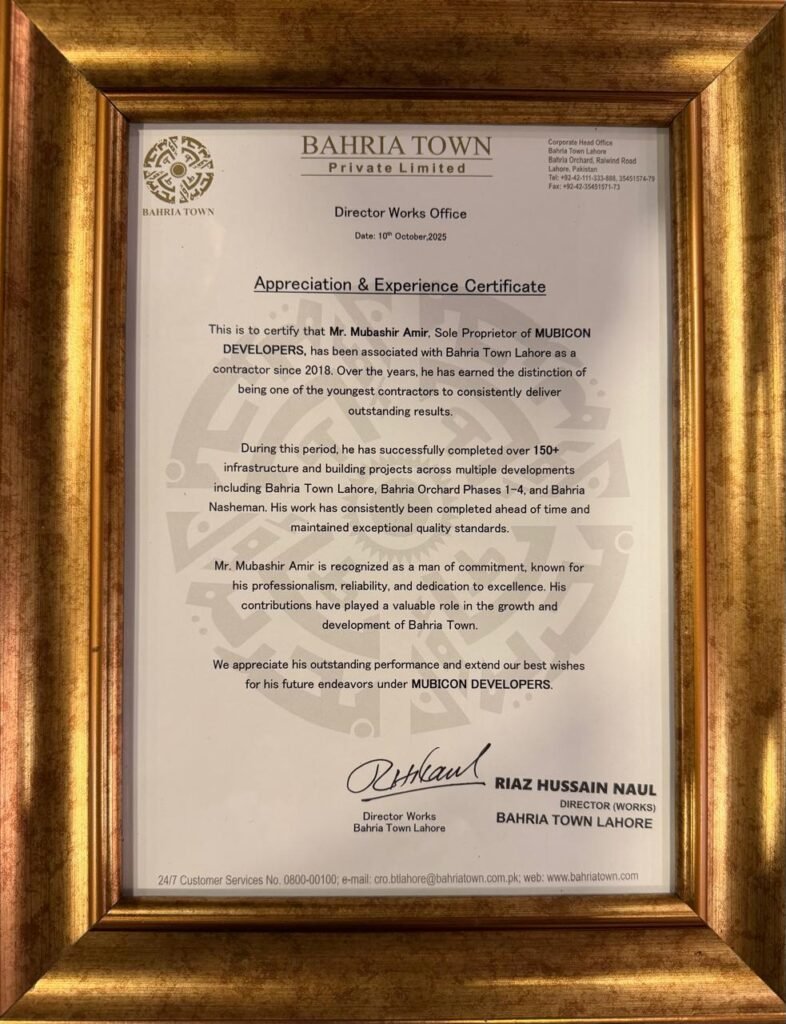 BAHRIA TOWN
BAHRIA TOWN
Private Limited
Corporate Head Office
Bahria Town Lahore
Bahria Orchard, Raiwind Road
Lahore, Pakistan
Tel: +92-42-111-333-888, 35451574-79
Fax: +92-42-35451571-73
Director Works Office
Date: 10th October,2025
Appreciation & Experience Certificate
This is to certify that Mr. Mubashir Amir, Sole Proprietor of MUBICON
DEVELOPERS, has been associated with Bahria Town Lahore as a
contractor since 2018. Over the years, he has earned the distinction of
being one of the youngest contractors to consistently deliver
outstanding results.
During this period, he has successfully completed over 150+
infrastructure and building projects across multiple developments
including Bahria Town Lahore, Bahria Orchard Phases 1-4, and Bahria
Nasheman. His work has consistently been completed ahead of time and
maintained exceptional quality standards.
Mr. Mubashir Amir is recognized as a man of commitment, known for
his professionalism, reliability, and dedication to excellence. His
contributions have played a valuable role in the growth and
development of Bahria Town.
We appreciate his outstanding performance and extend our best wishes
for his future endeavors under MUBICON DEVELOPERS.
Director Works
Bahria Town Lahore
RIAZ HUSSAIN NAUL
DIRECTOR (WORKS)
BAHRIA TOWN LAHORE
24/7 Customer Services No. 0800-00100; e-mail: cro.btlahore@bahriatown.com.pk; web: www.bahriatown.com